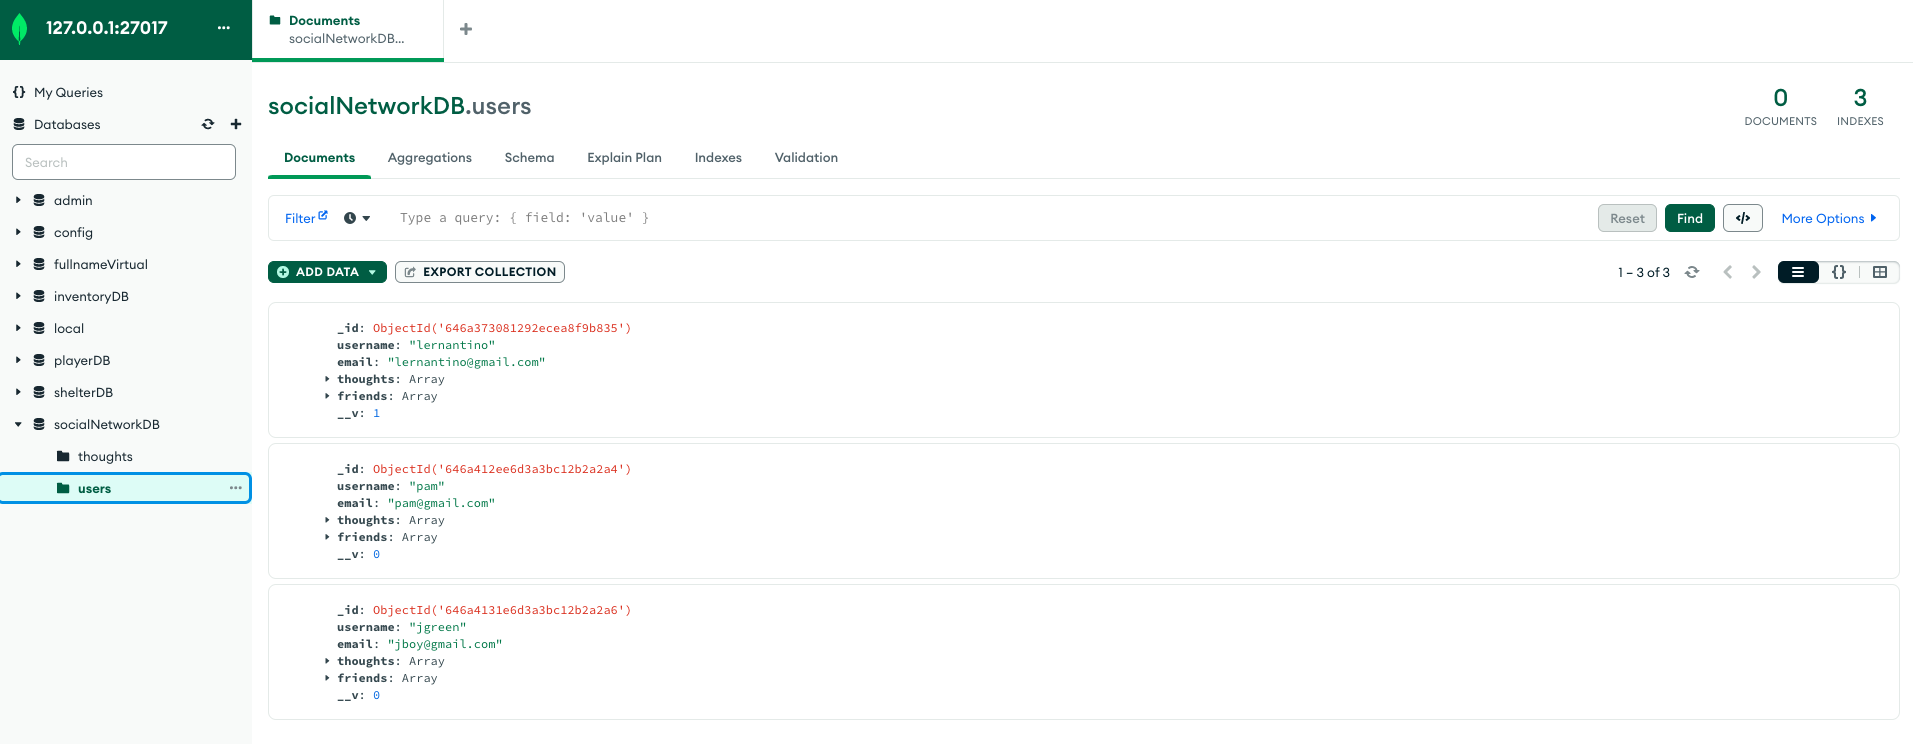 127.0.0.1:27017
...
My Queries
Databases
Search
admin
config
fullnameVirtual
inventoryDB
local
playerDB
shelterDB
socialNetworkDB
thoughts
users
...
Documents
socialNetworkDB...
socialNetworkDB.users
0
DOCUMENTS
3
INDEXES
Documents Aggregations Schema Explain Plan Indexes Validation
Filter Type a query: { field: 'value' } Reset Find </> More Options
ADD DATA EXPORT COLLECTION 1 – 3 of 3 {}
_id: ObjectId('646a373081292ecea8f9b835')
username: "lernantino"
email: "lernantino@gmail.com"
thoughts: Array
friends: Array
__v: 1
_id: ObjectId('646a412ee6d3a3bc12b2a2a4')
username: "pam"
email: "pam@gmail.com"
thoughts: Array
friends: Array
__v: 0
_id: ObjectId('646a4131e6d3a3bc12b2a2a6')
username: "jgreen"
email: "jboy@gmail.com"
thoughts: Array
friends: Array
__v: 0